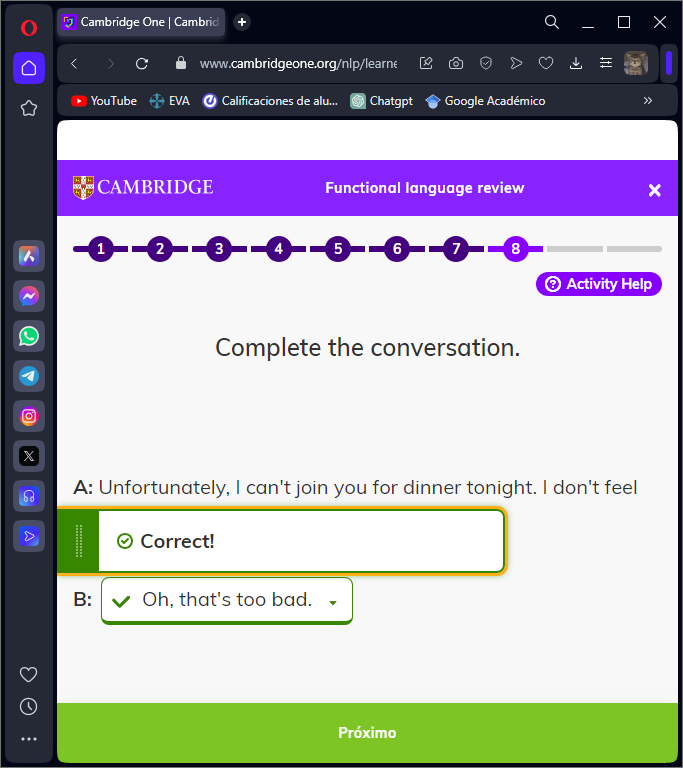 Cambridge One | Cambrid
www.cambridgeone.org/nlp/learne
YouTube EVA Calificaciones de alu... Chatgpt Google Académico »
CAMBRIDGE Functional language review
1 2 3 4 5 6 7 8
Activity Help
Complete the conversation.
A: Unfortunately, I can't join you for dinner tonight. I don't feel
Correct!
B: Oh, that's too bad.
Próximo